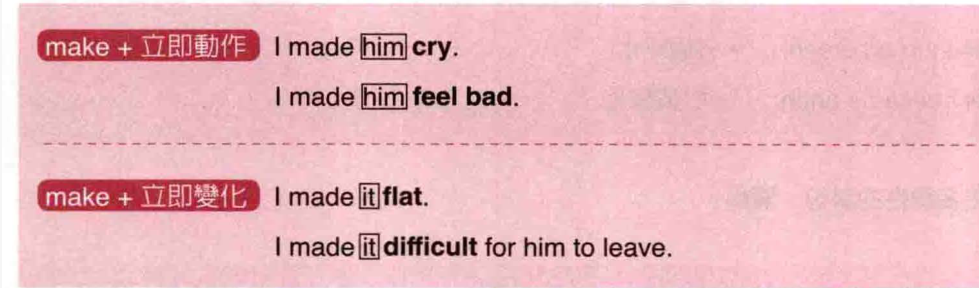 make + 立即動作 I made him cry.
I made him feel bad.
make + 立即變化 I made it flat.
I made it difficult for him to leave.